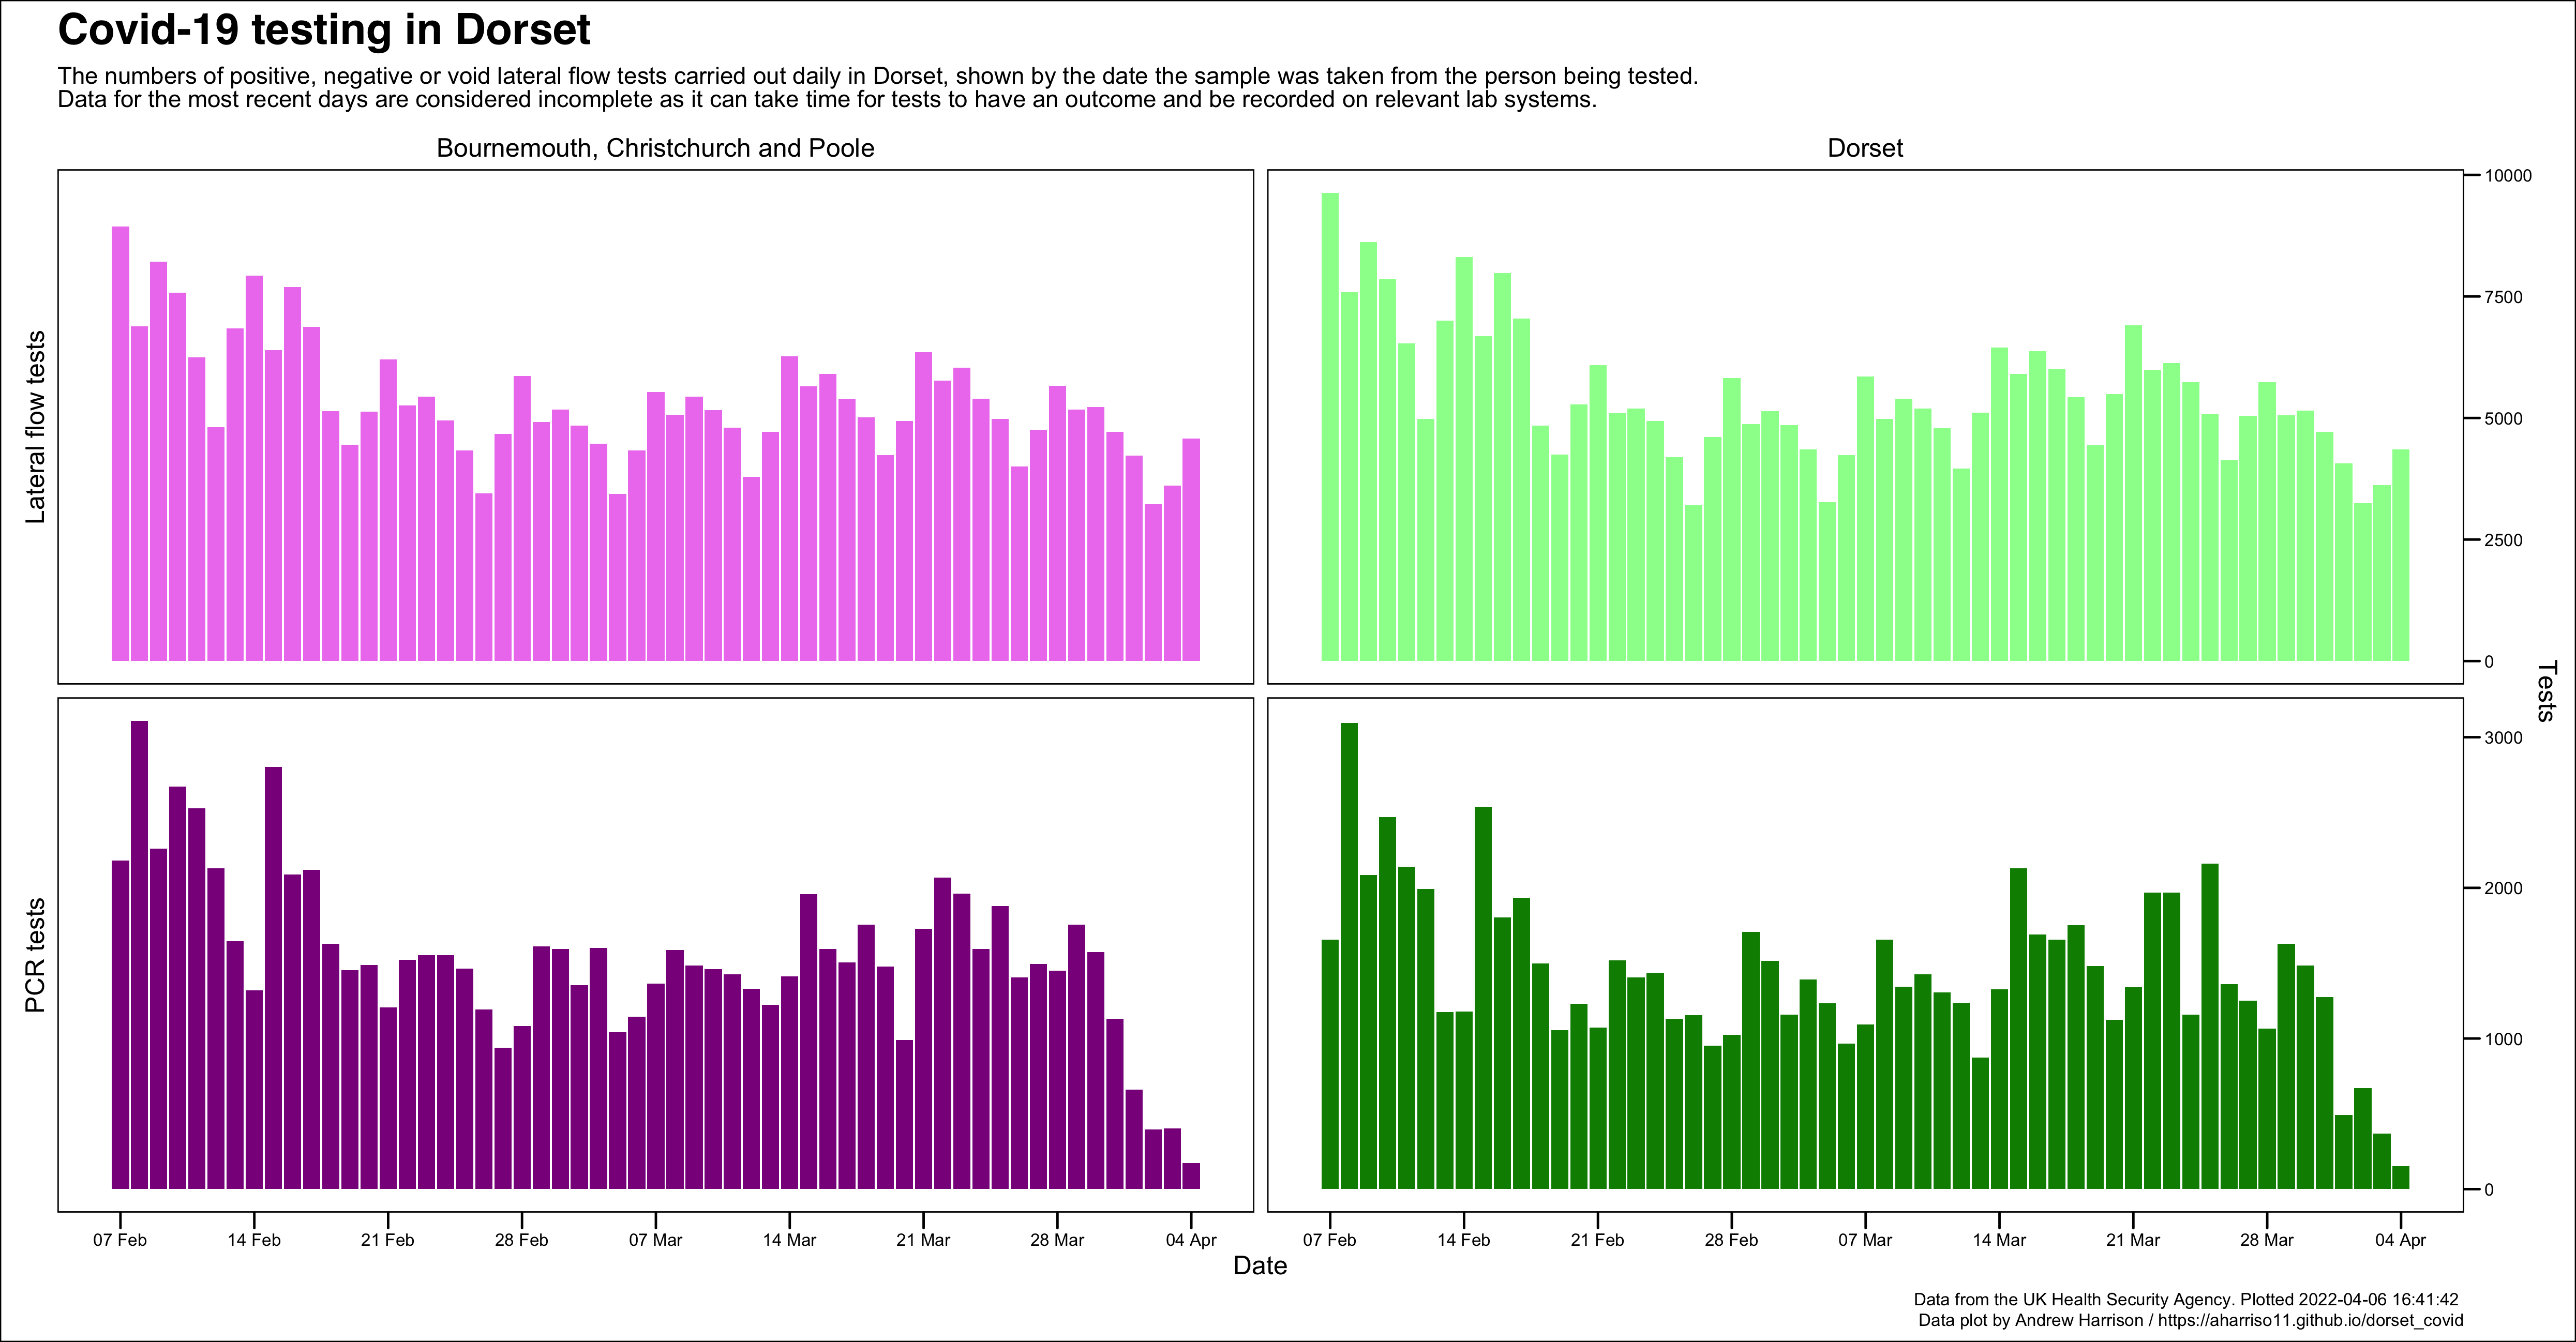 Covid-19 testing in Dorset
The numbers of positive, negative or void lateral flow tests carried out daily in Dorset, shown by the date the sample was taken from the person being tested.
Data for the most recent days are considered incomplete as it can take time for tests to have an outcome and be recorded on relevant lab systems.
Bournemouth, Christchurch and Poole
Dorset
Lateral flow tests
10000
7500
5000
2500
0
Tests
PCR tests
3000
2000
1000
0
07 Feb
14 Feb
21 Feb
28 Feb
07 Mar
14 Mar
21 Mar
28 Mar
04 Apr
07 Feb
14 Feb
21 Feb
28 Feb
07 Mar
14 Mar
21 Mar
28 Mar
04 Apr
Date
Data from the UK Health Security Agency. Plotted 2022-04-06 16:41:42
Data plot by Andrew Harrison / https://aharriso11.github.io/dorset_covid